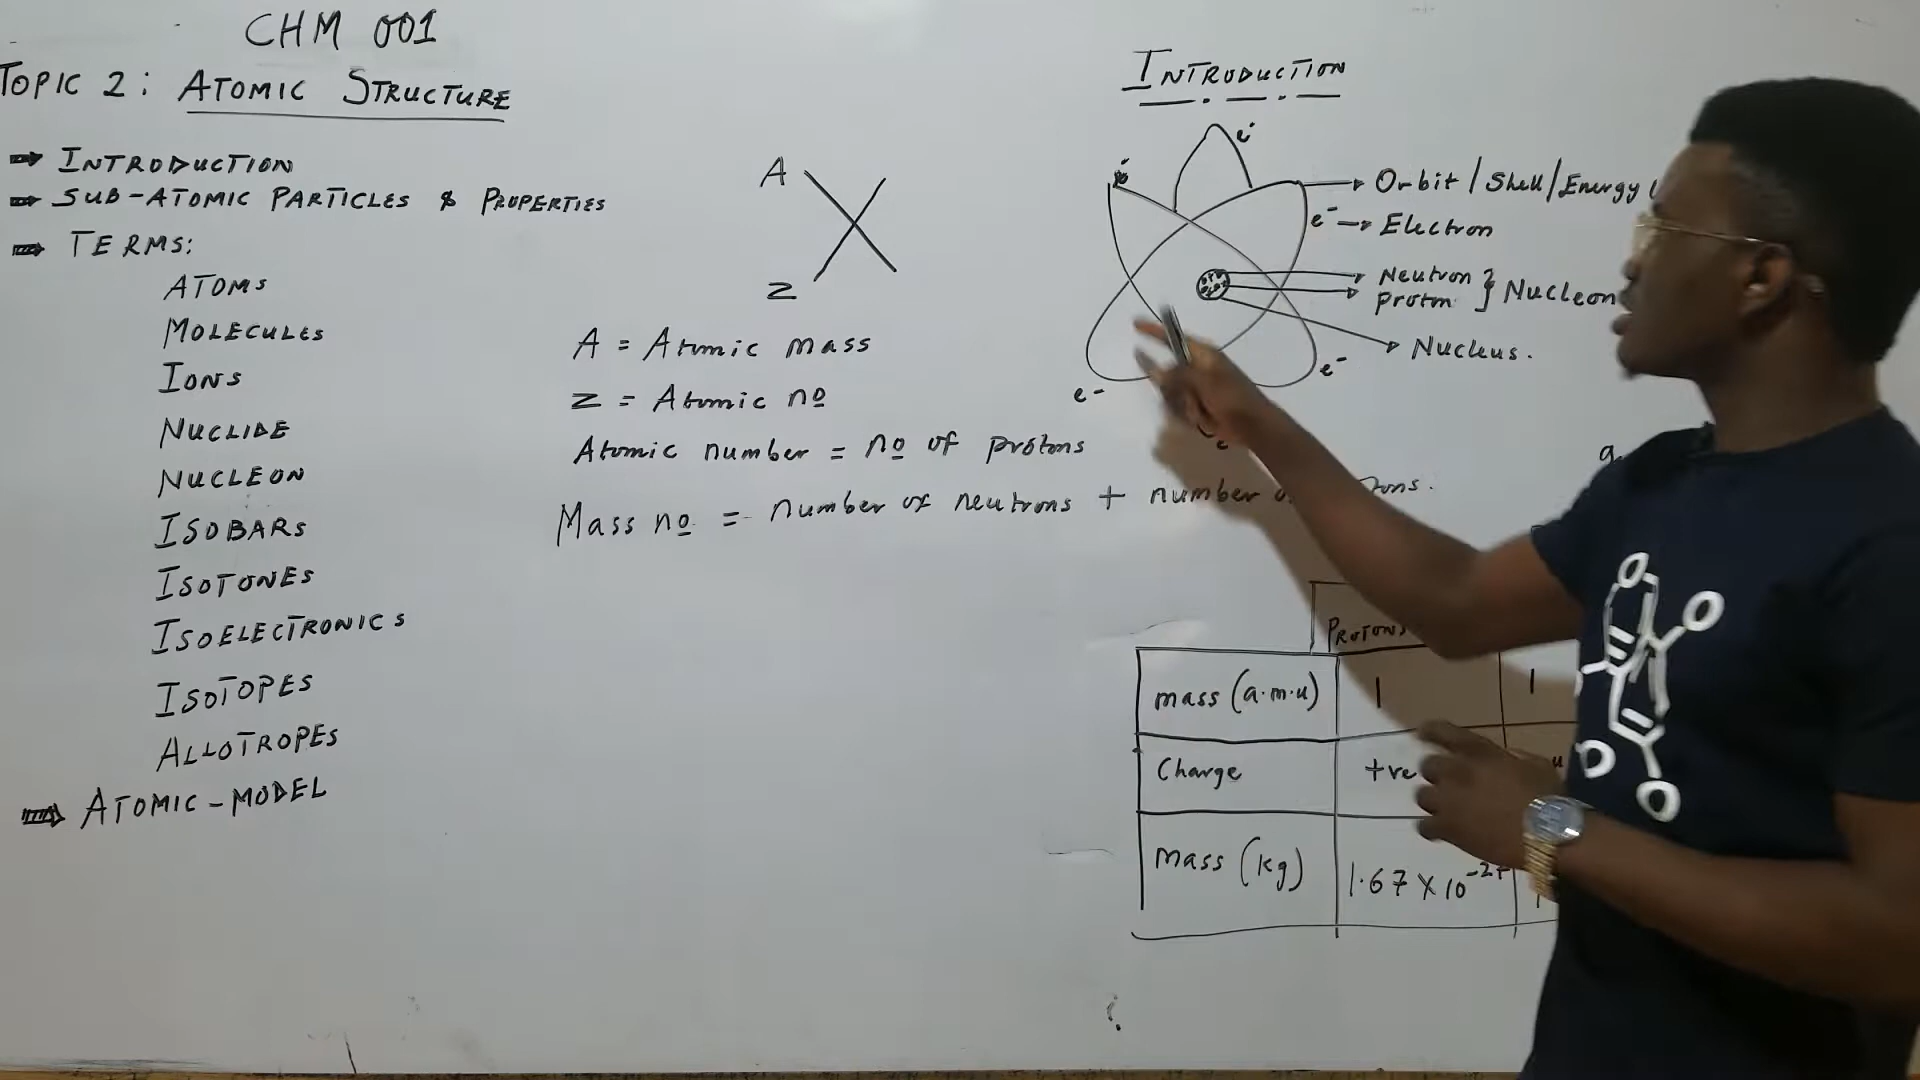 CHM 001
TOPIC 2: ATOMIC STRUCTURE
INTRODUCTION
SUB-ATOMIC PARTICLES & PROPERTIES
TERMS:
ATOMS
MOLECULES
IONS
NUCLIDE
NUCLEON
ISOBARS
ISOTONES
ISOELECTRONICS
ISOTOPES
ALLOTROPES
ATOMIC-MODEL
A
X
Z
A = Atomic mass
Z = Atomic no
Atomic number = no of protons
Mass no = number of neutrons + number
INTRODUCTION
e-
Orbit / Shell / Energy
e- Electron
Neutron
Proton } Nucleon
Nucleus.
e-
e-
e
PROTONS
mass (a.m.u) 1 1
Charge +ve
mass (kg) 1.67 X 10